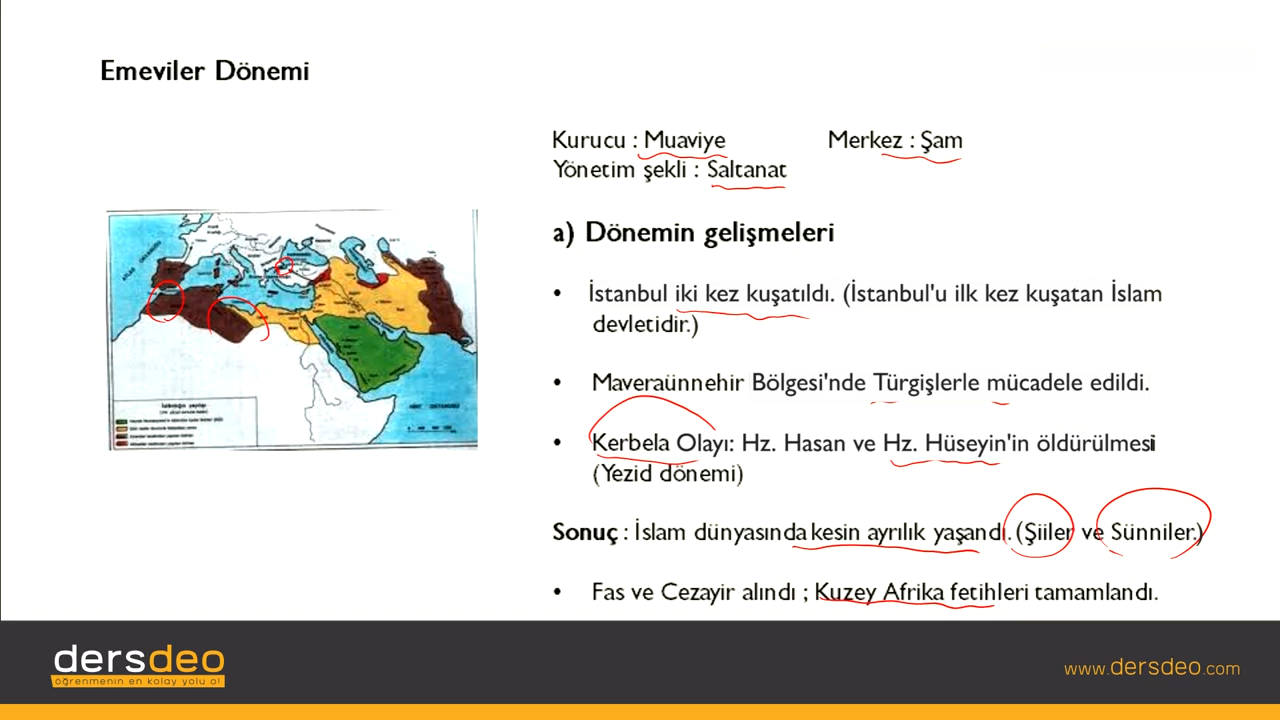 Emeviler Dönemi
Kurucu : Muaviye Merkez : Şam
Yönetim şekli : Saltanat
a) Dönemin gelişmeleri
• İstanbul iki kez kuşatıldı. (İstanbul'u ilk kez kuşatan İslam
devletidir.)
• Maveraünnehir Bölgesi'nde Türgişlerle mücadele edildi.
• Kerbela Olayı: Hz. Hasan ve Hz. Hüseyin'in öldürülmesi
(Yezid dönemi)
Sonuç : İslam dünyasında kesin ayrılık yaşandı. (Şiiler ve Sünniler.)
• Fas ve Cezayir alındı ; Kuzey Afrika fetihleri tamamlandı.
dersdeo
öğrenmenin en kolay yolu o!
www.dersdeo.com